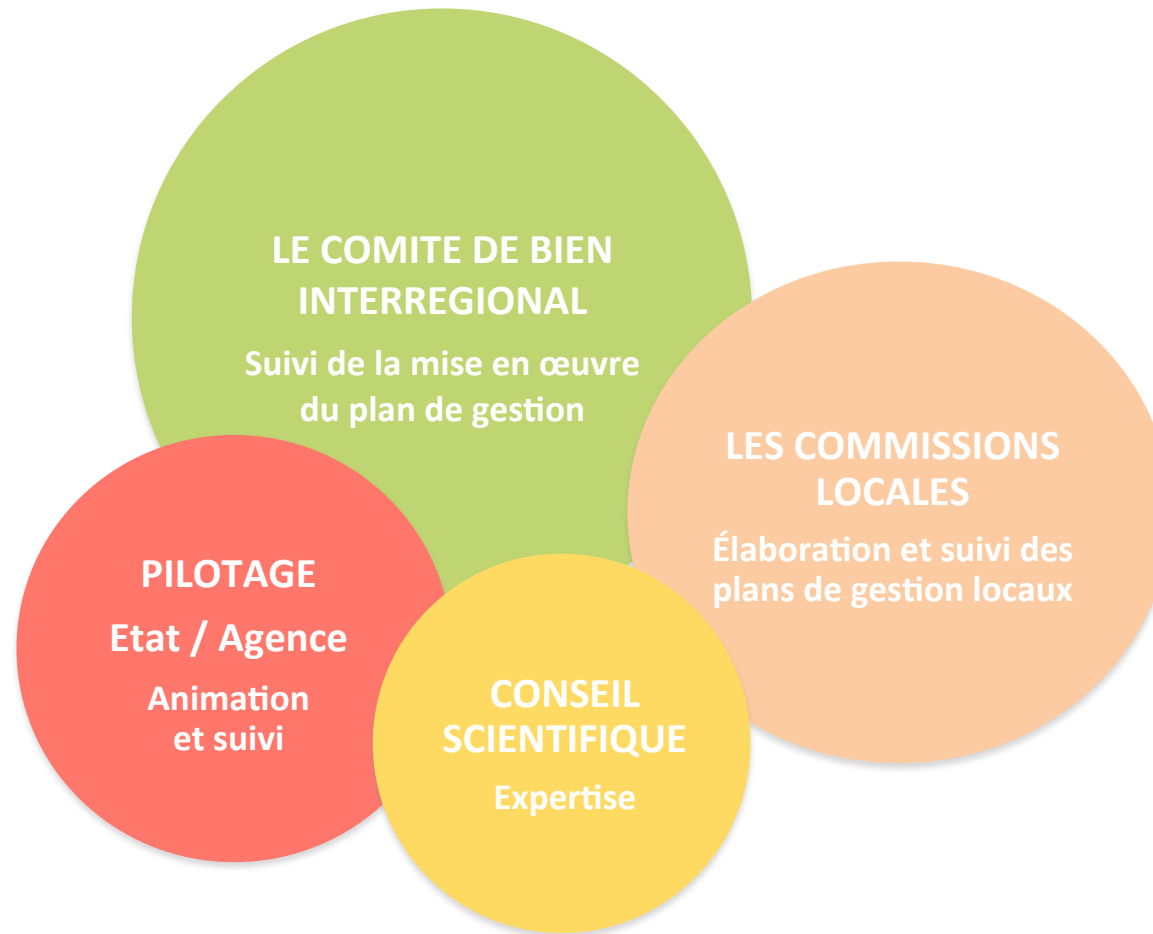 LE COMITE DE BIEN
INTERREGIONAL
Suivi de la mise en œuvre
du plan de gestion
LES COMMISSIONS
LOCALES
Élaboration et suivi des
plans de gestion locaux
PILOTAGE
Etat / Agence
Animation
et suivi
CONSEIL
SCIENTIFIQUE
Expertise